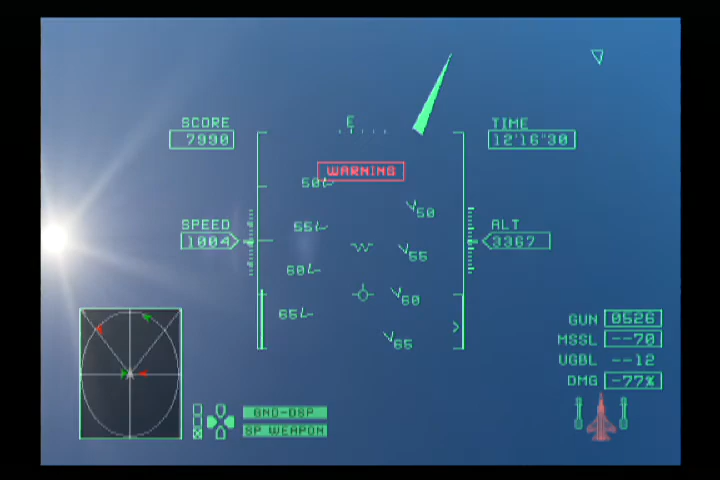 E
SCORE
7990
TIME
12'16"30
WARNING
50
50
55
55
SPEED
1004
ALT
3367
60
60
65
65
GUN 0526
MSSL --70
UGBL --12
DMG -77%
GND-DSP
SP WEAPON